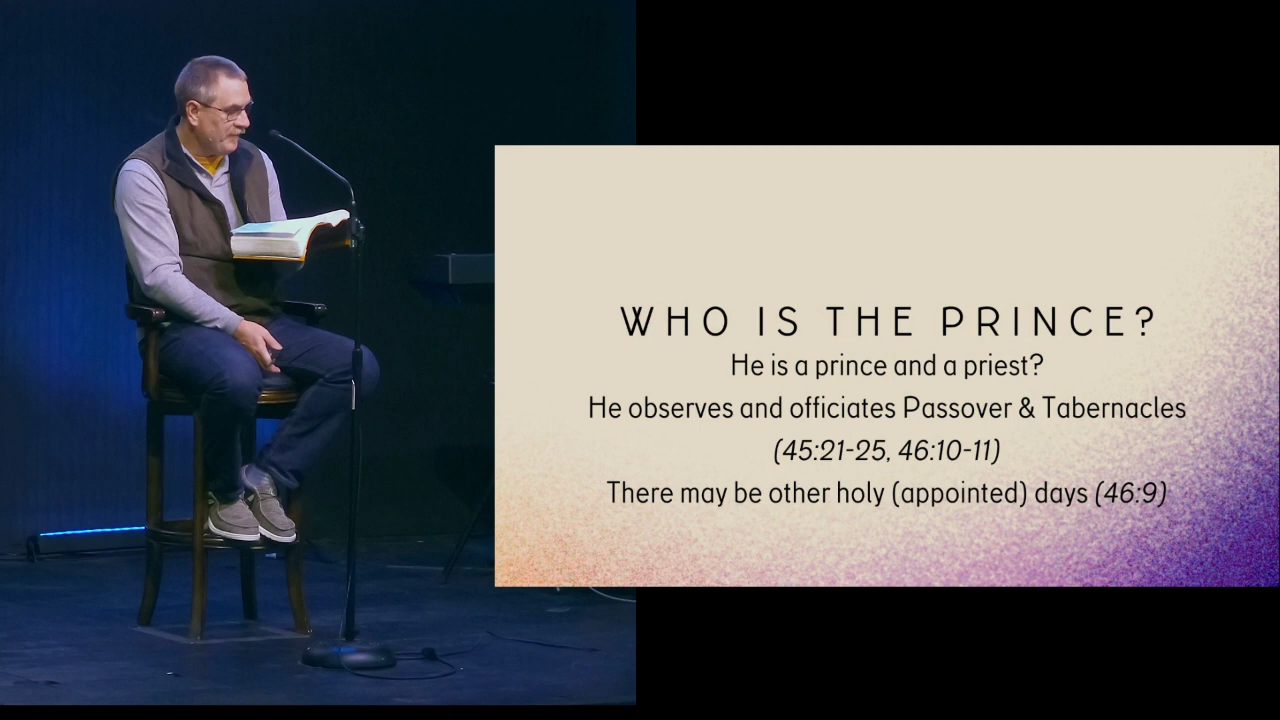 WHO IS THE PRINCE?
He is a prince and a priest?
He observes and officiates Passover & Tabernacles
(45:21-25, 46:10-11)
There may be other holy (appointed) days (46:9)